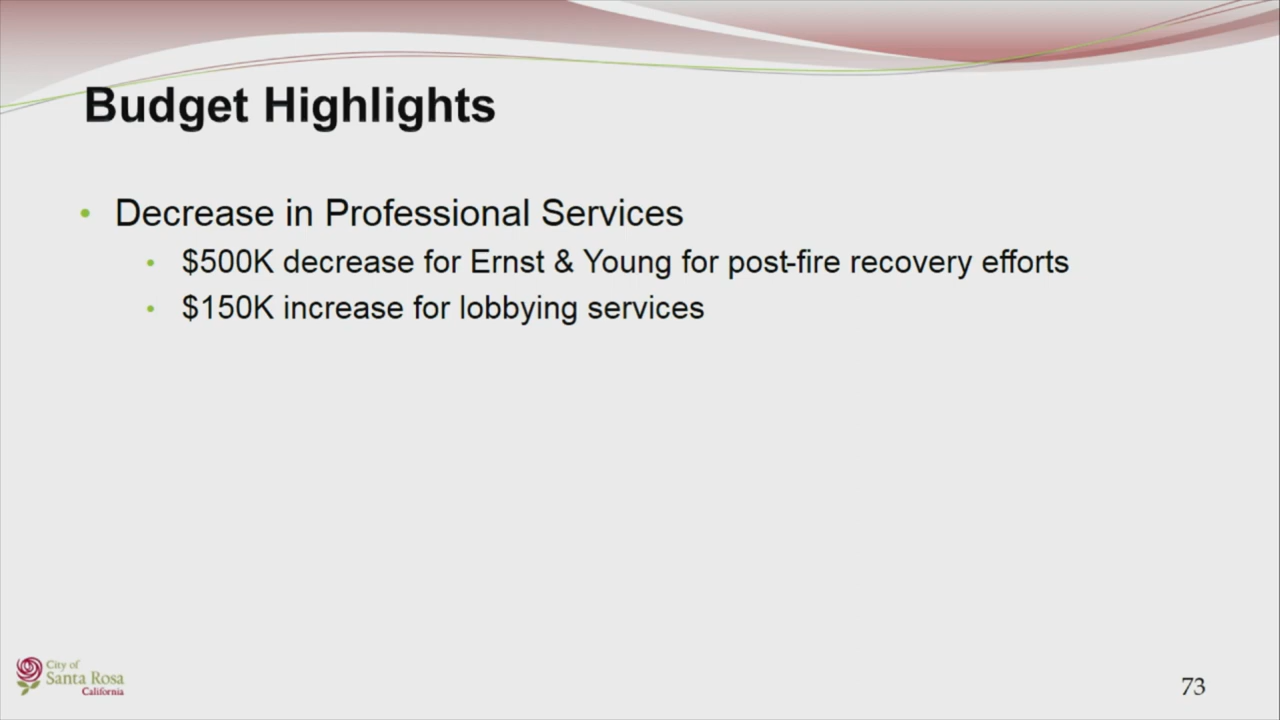 Budget Highlights
• Decrease in Professional Services
• $500K decrease for Ernst & Young for post-fire recovery efforts
• $150K increase for lobbying services
City of
Santa Rosa
California
73